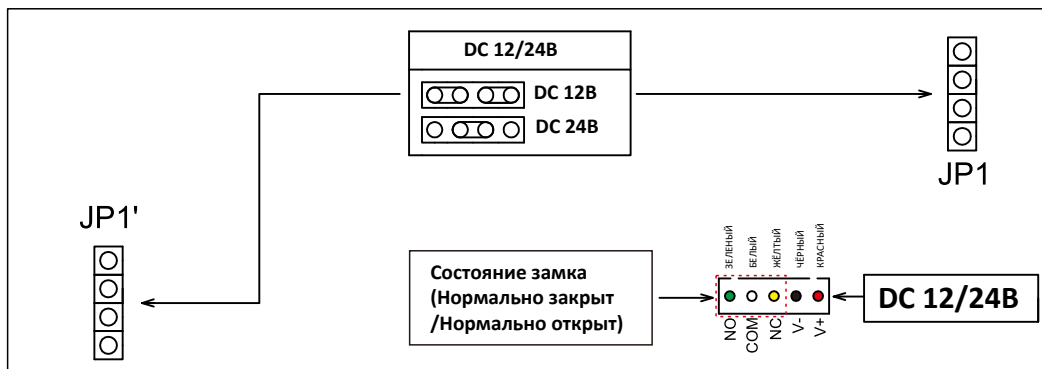 DC 12/24В
DC 12В
DC 24В
JP1
JP1'
Состояние замка
(Нормально закрыт
/Нормально открыт)
ЗЕЛЕНЫЙ
БЕЛЫЙ
ЖЁЛТЫЙ
ЧЁРНЫЙ
КРАСНЫЙ
NO
COM
NC
V-
V+
DC 12/24В